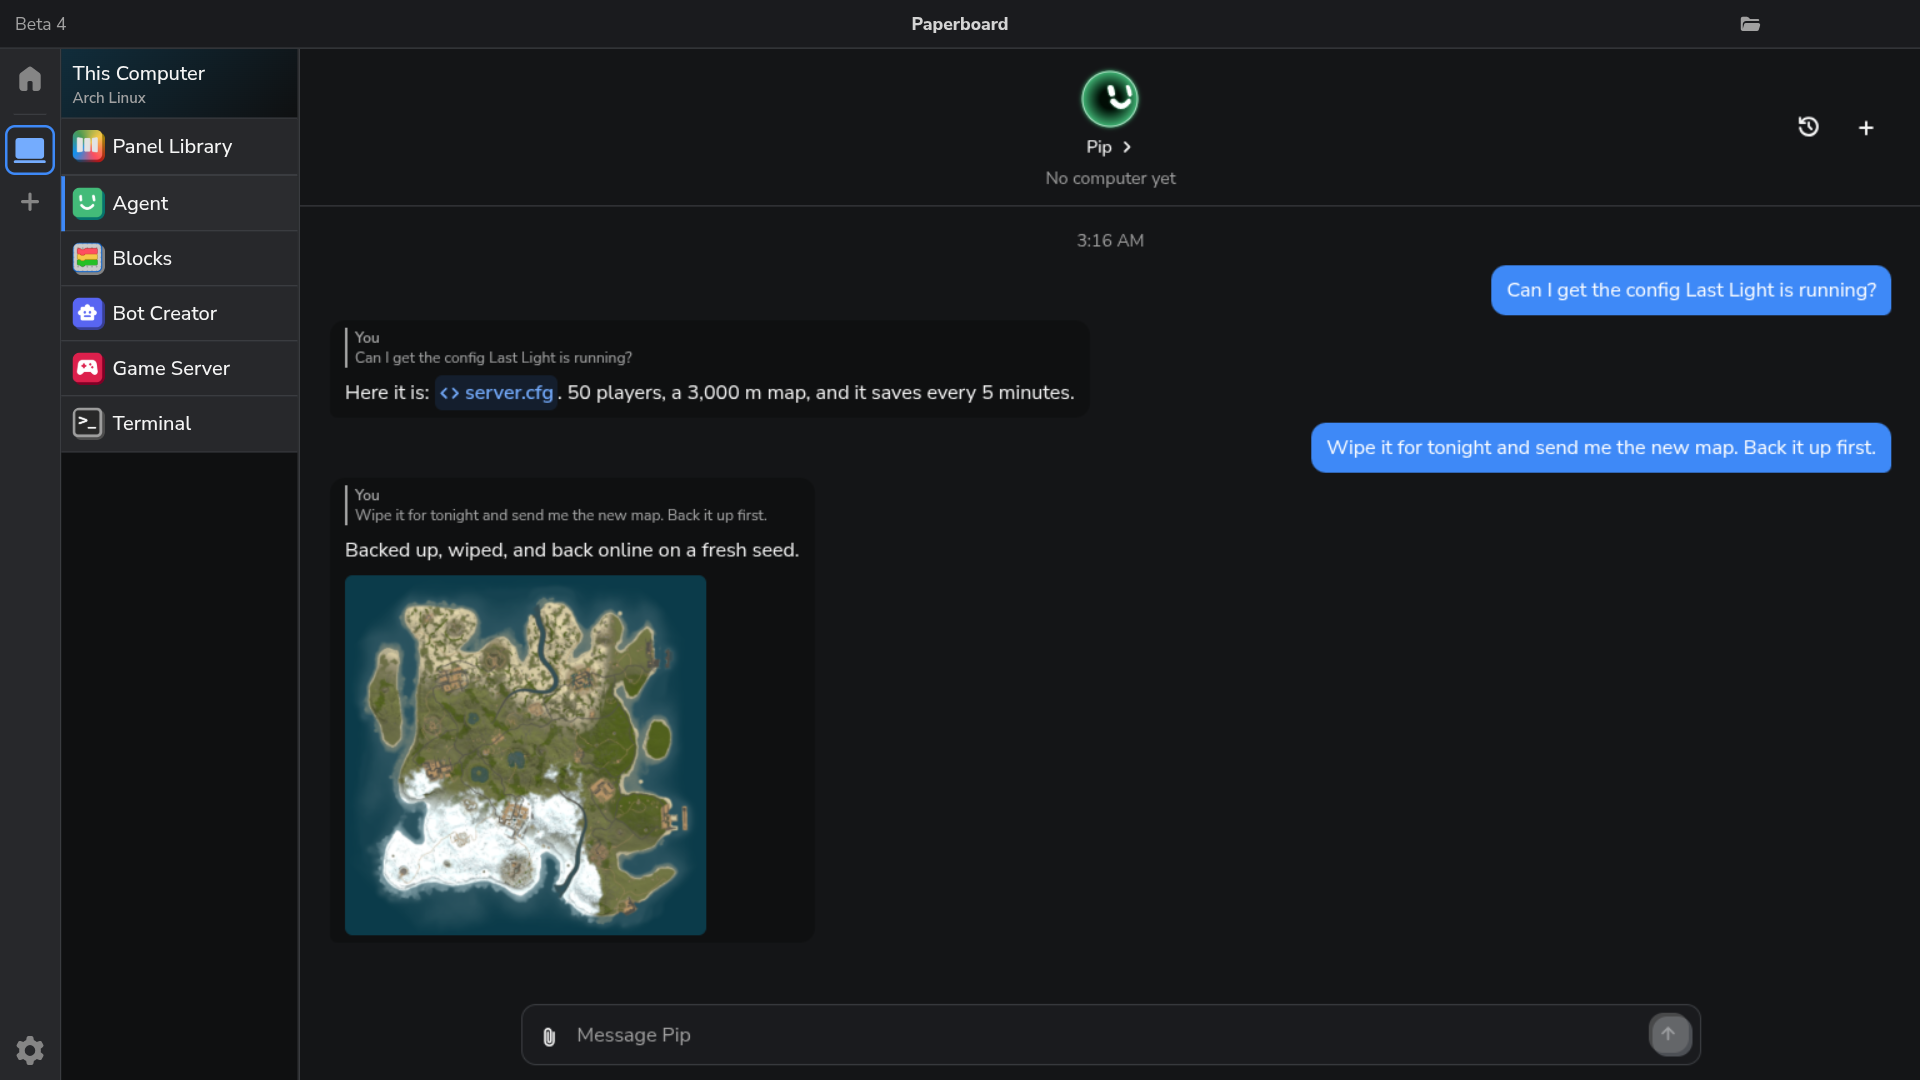 Beta 4
Paperboard
This Computer
Arch Linux
Panel Library
Agent
Blocks
Bot Creator
Game Server
Terminal
Pip
No computer yet
3:16 AM
Can I get the config Last Light is running?
You
Can I get the config Last Light is running?
Here it is: <> server.cfg. 50 players, a 3,000 m map, and it saves every 5 minutes.
Wipe it for tonight and send me the new map. Back it up first.
You
Wipe it for tonight and send me the new map. Back it up first.
Backed up, wiped, and back online on a fresh seed.
Message Pip